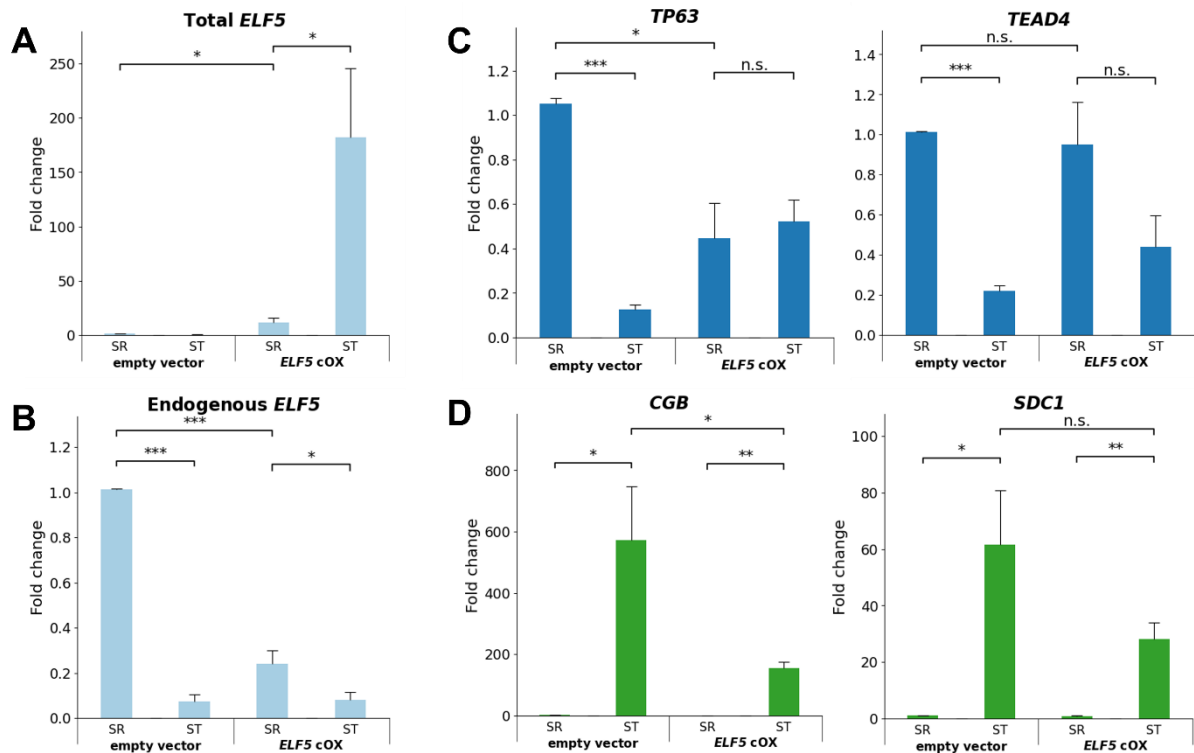 A
Total ELF5
*
*
Fold change
250
200
150
100
50
0
SR ST SR ST
empty vector ELF5 cOX
B
Endogenous ELF5
***
***
*
Fold change
1.2
1.0
0.8
0.6
0.4
0.2
0.0
SR ST SR ST
empty vector ELF5 cOX
C
TP63
*
***
n.s.
Fold change
1.2
1.0
0.8
0.6
0.4
0.2
0.0
SR ST SR ST
empty vector ELF5 cOX
TEAD4
n.s.
***
n.s.
1.4
1.2
1.0
0.8
0.6
0.4
0.2
0.0
SR ST SR ST
empty vector ELF5 cOX
D
CGB
*
*
**
Fold change
800
600
400
200
0
SR ST SR ST
empty vector ELF5 cOX
SDC1
n.s.
*
**
Fold change
100
80
60
40
20
0
SR ST SR ST
empty vector ELF5 cOX